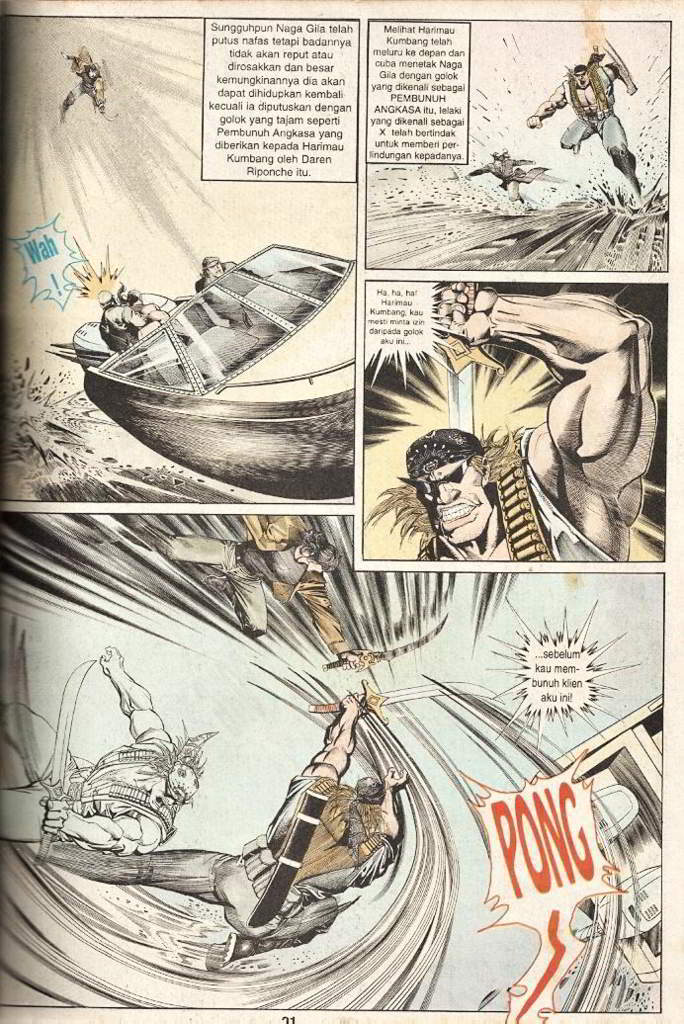 Sungguhpun Naga Gila telah
putus nafas tetapi badannya
tidak akan reput atau
dirosakkan dan besar
kemungkinannya dia akan
dapat dihidupkan kembali
kecuali ia diputuskan dengan
golok yang tajam seperti
Pembunuh Angkasa yang
diberikan kepada Harimau
Kumbang oleh Daren
Riponche itu.
Wah
!
Melihat Harimau
Kumbang telah
meluru ke depan dan
cuba menetak Naga
Gila dengan golok
yang dikenali sebagai
PEMBUNUH
ANGKASA itu, lelaki
yang dikenali sebagai
X telah bertindak
untuk memberi per-
lindungan kepadanya.
Ha, ha, ha!
Harimau
Kumbang, kau
mesti minta izin
daripada golok
aku ini...
...sebelum
kau mem-
bunuh klien
aku ini!
PONG
21